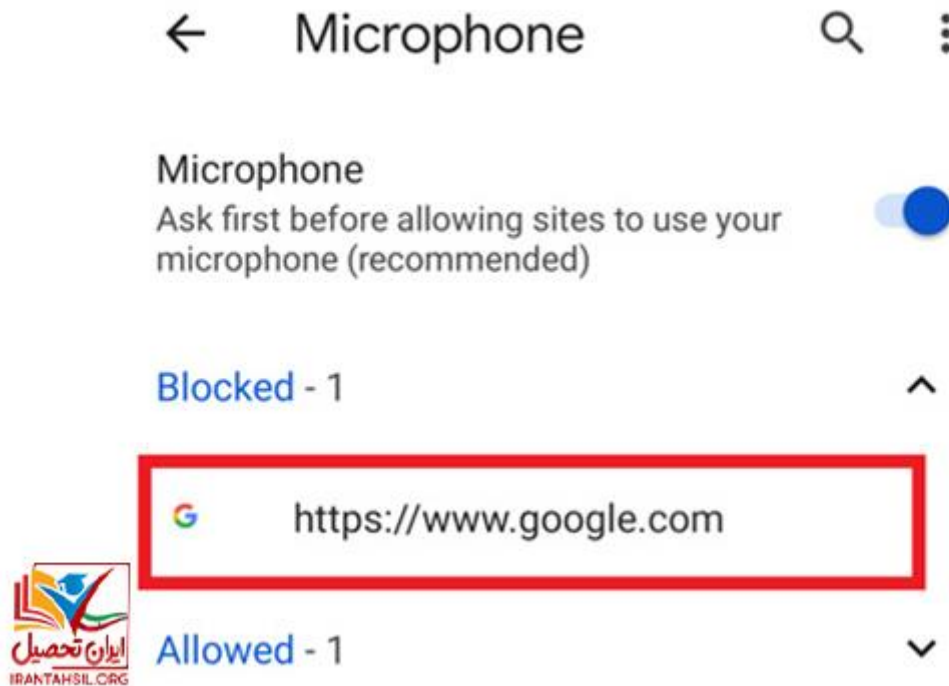 Microphone
Microphone
Ask first before allowing sites to use your
microphone (recommended)
Blocked - 1
https://www.google.com
Allowed - 1
ایران تحصیل
IRANTAHSIL.ORG